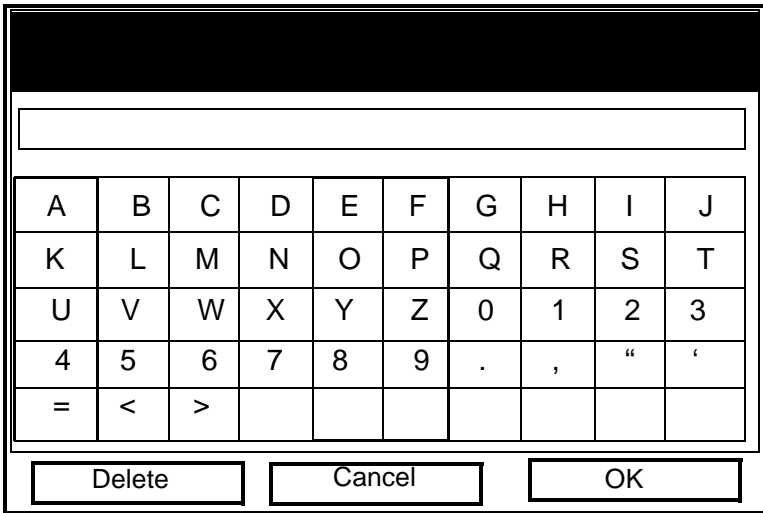 A B C D E F G H I J
K L M N O P Q R S T
U V W X Y Z 0 1 2 3
4 5 6 7 8 9 . , “ ‘
= < >
Delete Cancel OK